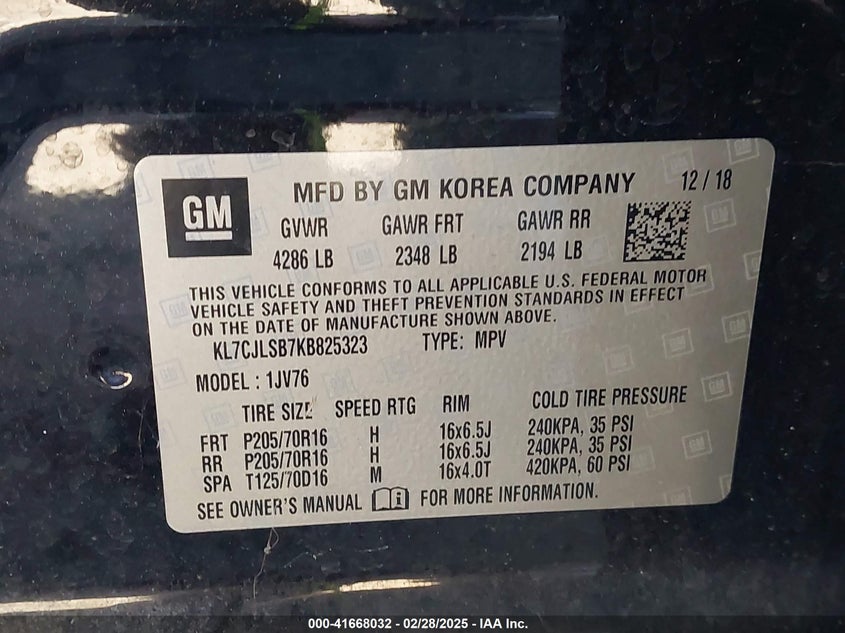 GM
MFD BY GM KOREA COMPANY 12 / 18
GVWR GAWR FRT GAWR RR
4286 LB 2348 LB 2194 LB
THIS VEHICLE CONFORMS TO ALL APPLICABLE U.S. FEDERAL MOTOR
VEHICLE SAFETY AND THEFT PREVENTION STANDARDS IN EFFECT
ON THE DATE OF MANUFACTURE SHOWN ABOVE.
KL7CJLSB7KB825323 TYPE: MPV
MODEL : 1JV76
TIRE SIZE SPEED RTG RIM COLD TIRE PRESSURE
FRT P205/70R16 H 16x6.5J 240KPA, 35 PSI
RR P205/70R16 H 16x6.5J 240KPA, 35 PSI
SPA T125/70D16 M 16x4.0T 420KPA, 60 PSI
SEE OWNER'S MANUAL FOR MORE INFORMATION.
000-41668032 - 02/28/2025 - IAA Inc.